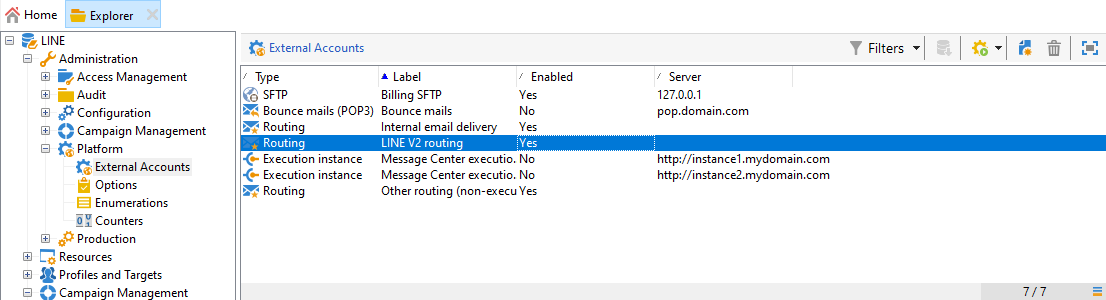 Home Explorer
LINE
Administration
Access Management
Audit
Configuration
Campaign Management
Platform
External Accounts
Options
Enumerations
Counters
Production
Resources
Profiles and Targets
Campaign Management
External Accounts Filters
Type Label Enabled Server
SFTP Billing SFTP Yes 127.0.0.1
Bounce mails (POP3) Bounce mails No pop.domain.com
Routing Internal email delivery Yes
Routing LINE V2 routing Yes
Execution instance Message Center executio. No http://instance1.mydomain.com
Execution instance Message Center executio. No http://instance2.mydomain.com
Routing Other routing (non-execu Yes
7 / 7